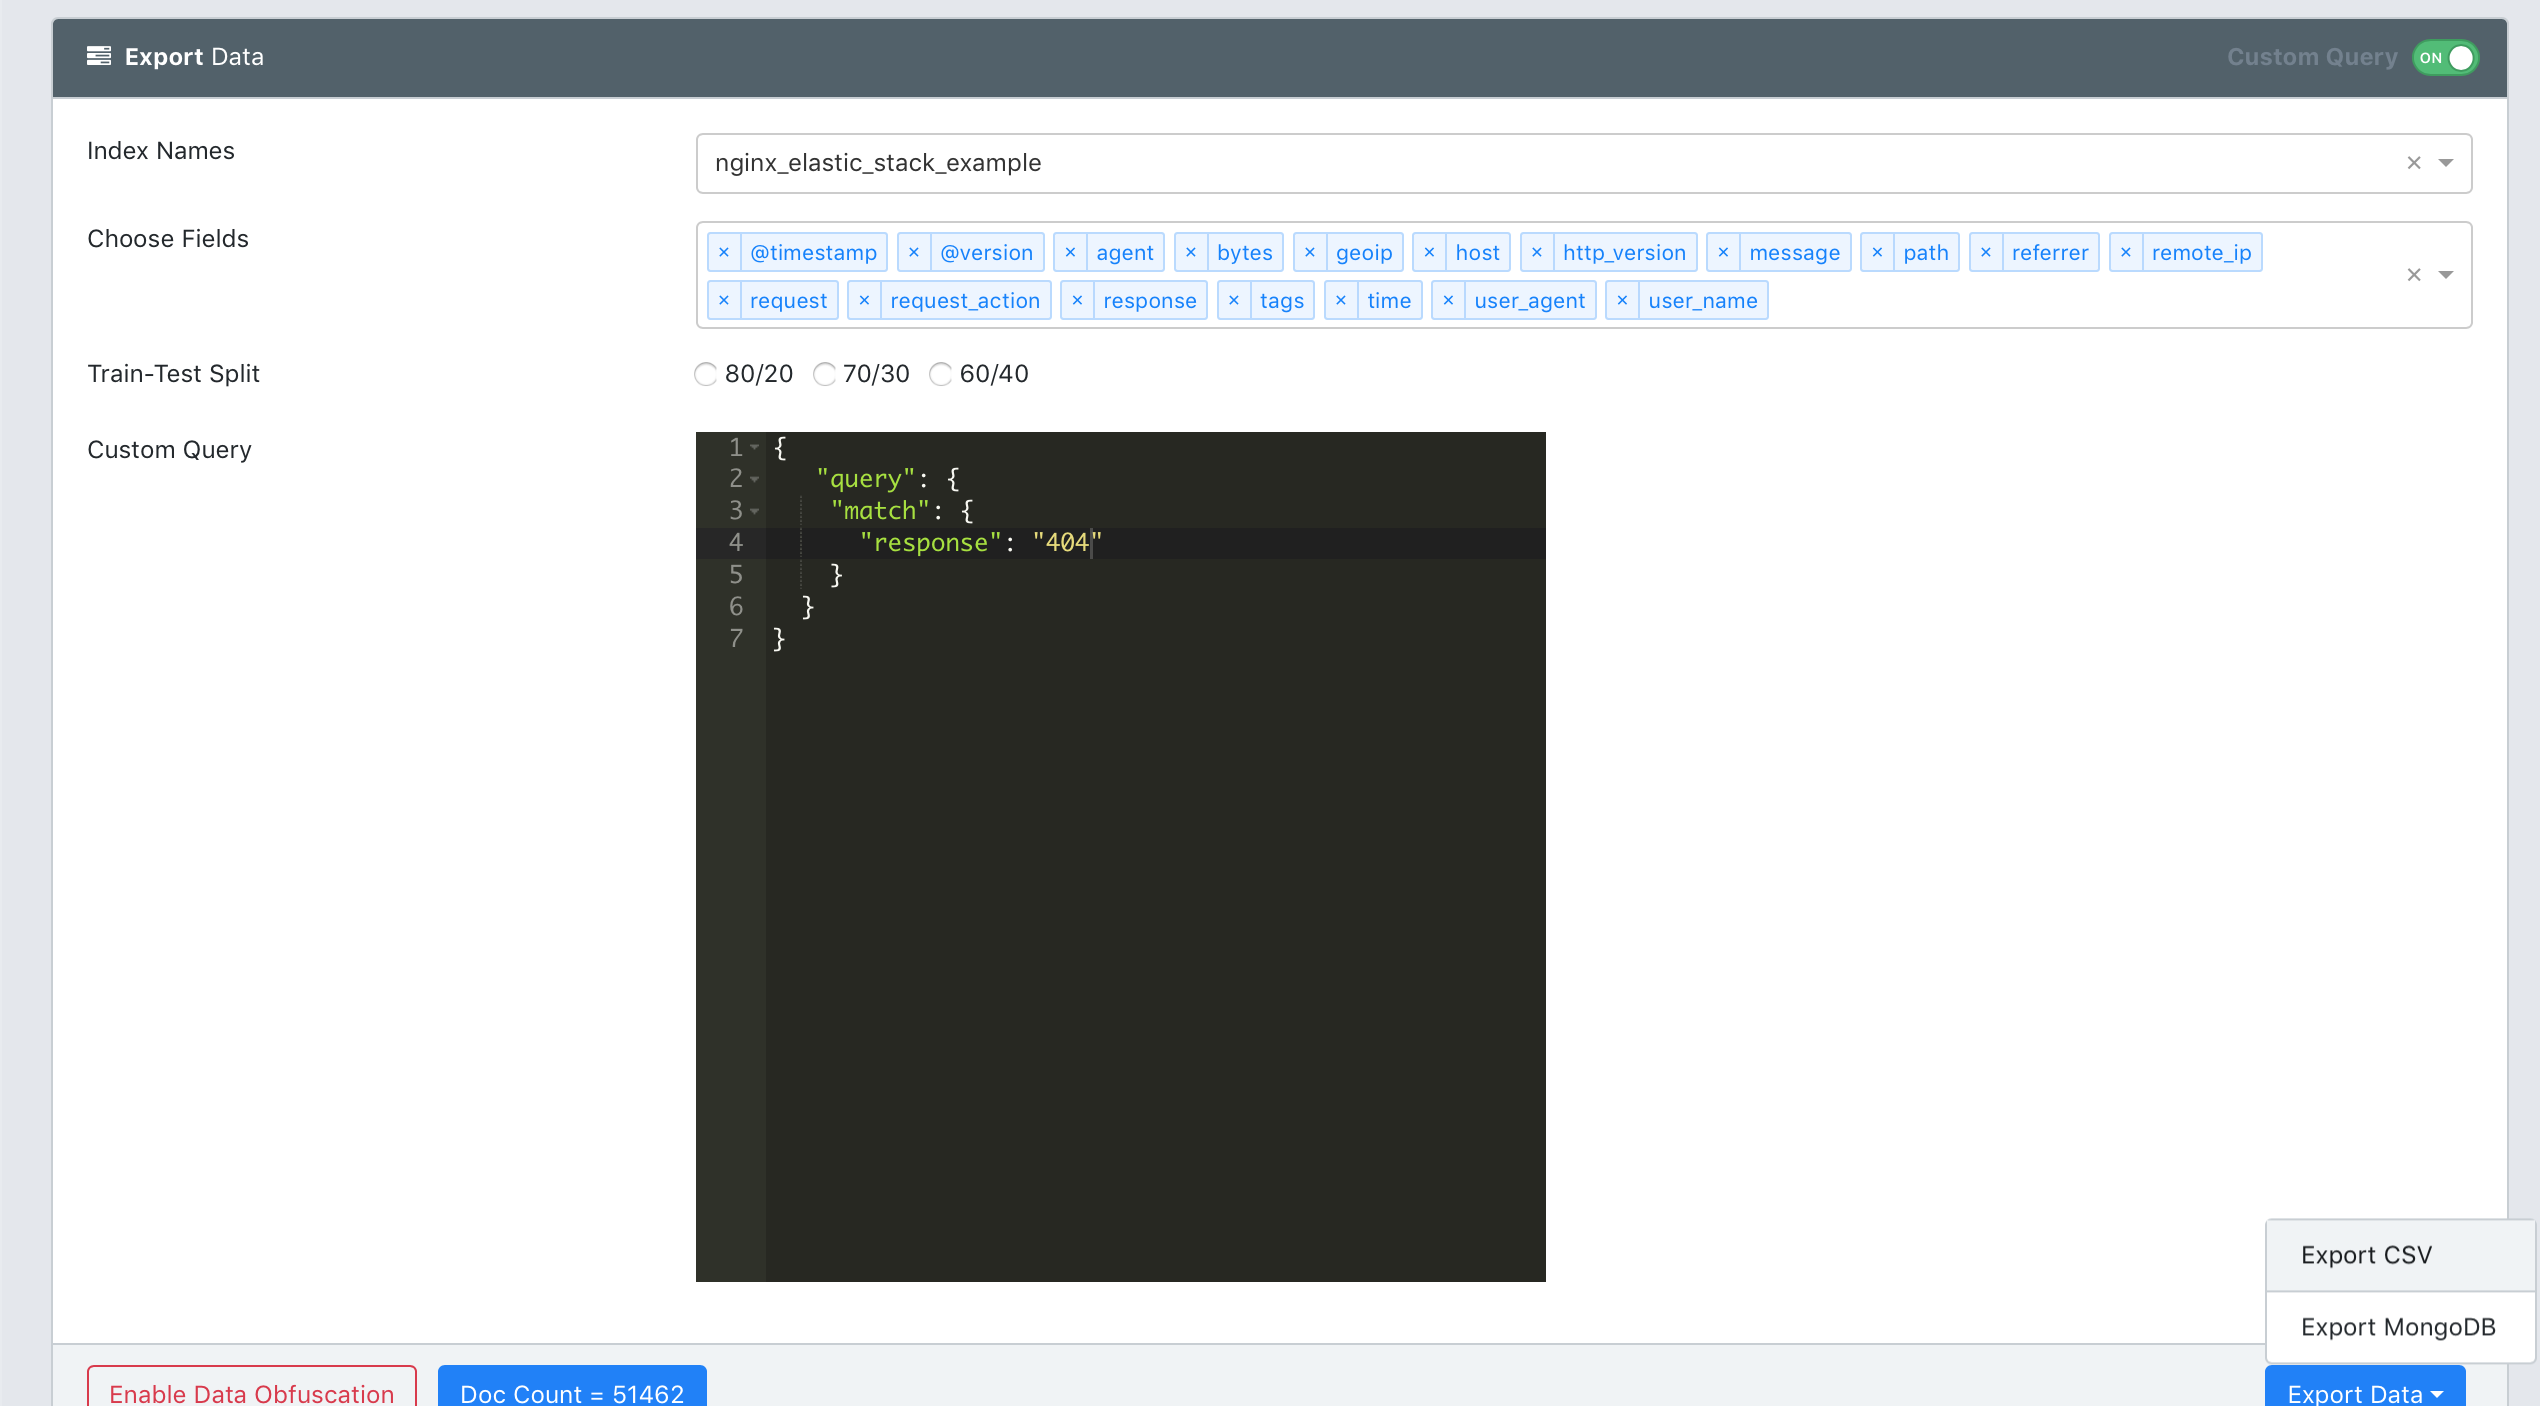 Export Data
Custom Query ON
Index Names
nginx_elastic_stack_example
Choose Fields
× @timestamp × @version × agent × bytes × geoip × host × http_version × message × path × referrer × remote_ip
× request × request_action × response × tags × time × user_agent × user_name
Train-Test Split
80/20 70/30 60/40
Custom Query
1 {
2 "query": {
3 "match": {
4 "response": "404"
5 }
6 }
7 }
Export CSV
Export MongoDB
Enable Data Obfuscation
Doc Count = 51462
Export Data